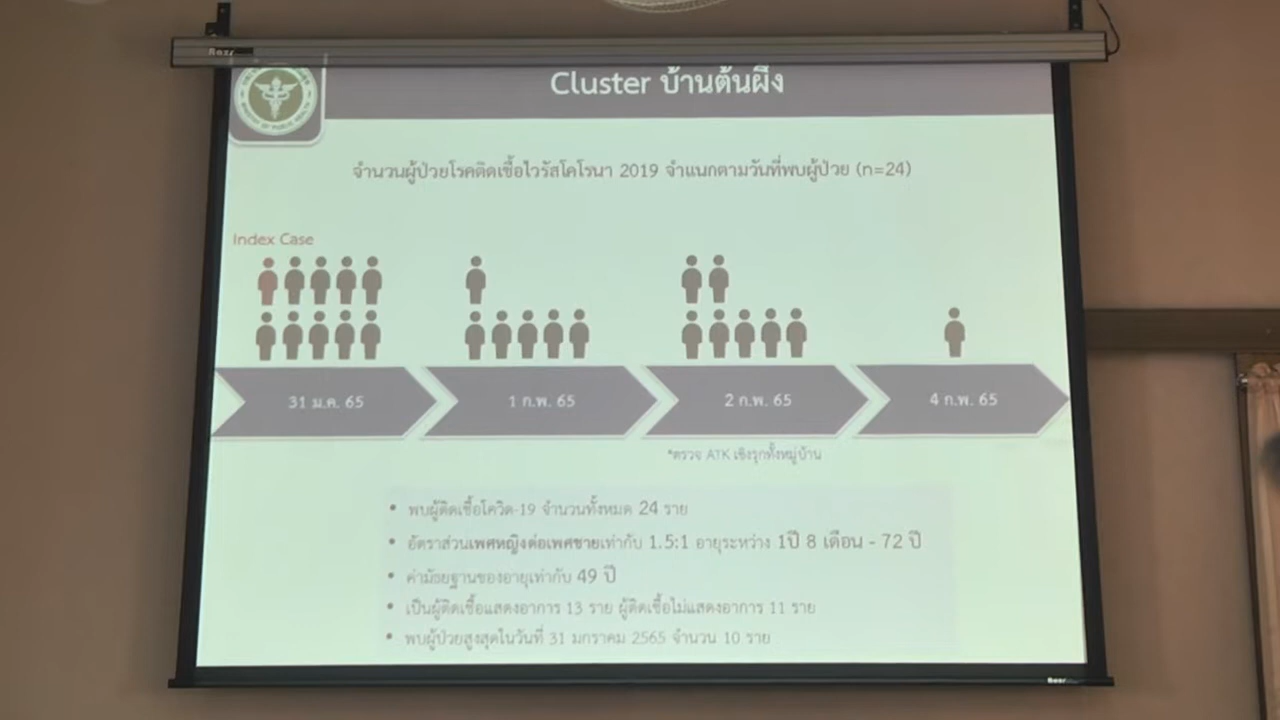 Cluster บ้านต้นผึ้ง
จำนวนผู้ป่วยโรคติดเชื้อไวรัสโคโรนา 2019 จำแนกตามวันที่พบผู้ป่วย (n=24)
Index Case
31 ม.ค. 65
1 ก.พ. 65
2 ก.พ. 65
4 ก.พ. 65
*ตรวจ ATK เชิงรุกทั้งหมู่บ้าน
• พบผู้ติดเชื้อโควิด-19 จำนวนทั้งหมด 24 ราย
• อัตราส่วนเพศหญิงต่อเพศชายเท่ากับ 1.5:1 อายุระหว่าง 1ปี 8 เดือน - 72 ปี
• ค่ามัธยฐานของอายุเท่ากับ 49 ปี
• เป็นผู้ติดเชื้อแสดงอาการ 13 ราย ผู้ติดเชื้อไม่แสดงอาการ 11 ราย
• พบผู้ป่วยสูงสุดในวันที่ 31 มกราคม 2565 จำนวน 10 ราย